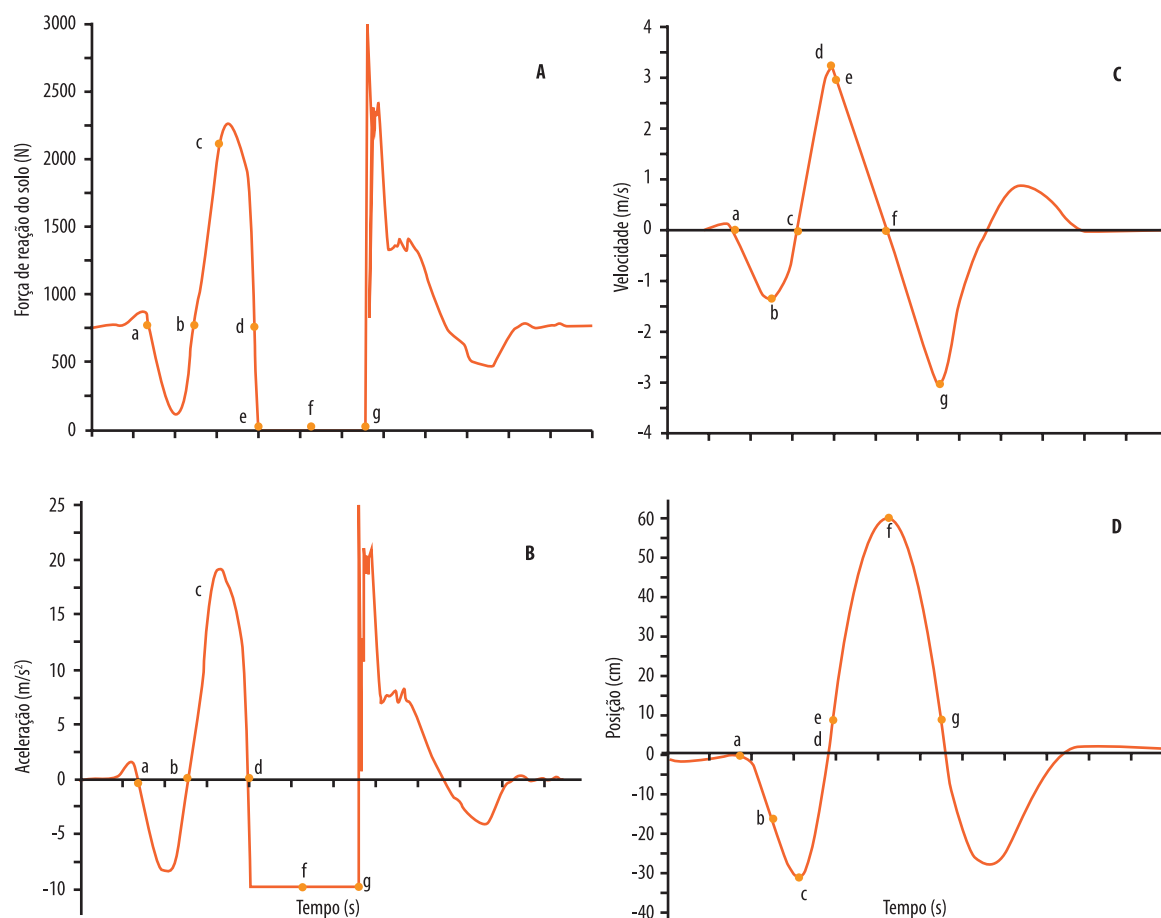 3000
2500
2000
1500
1000
500
0
Força de reação do solo (N)
A
a
b
c
d
e
f
g
4
3
2
1
0
-1
-2
-3
-4
Velocidade (m/s)
C
a
b
c
d
e
f
g
25
20
15
10
5
0
-5
-10
Aceleração (m/s²)
B
a
b
c
d
f
g
Tempo (s)
60
50
40
30
20
10
0
-10
-20
-30
-40
Posição (cm)
D
a
b
c
e
d
f
g
Tempo (s)